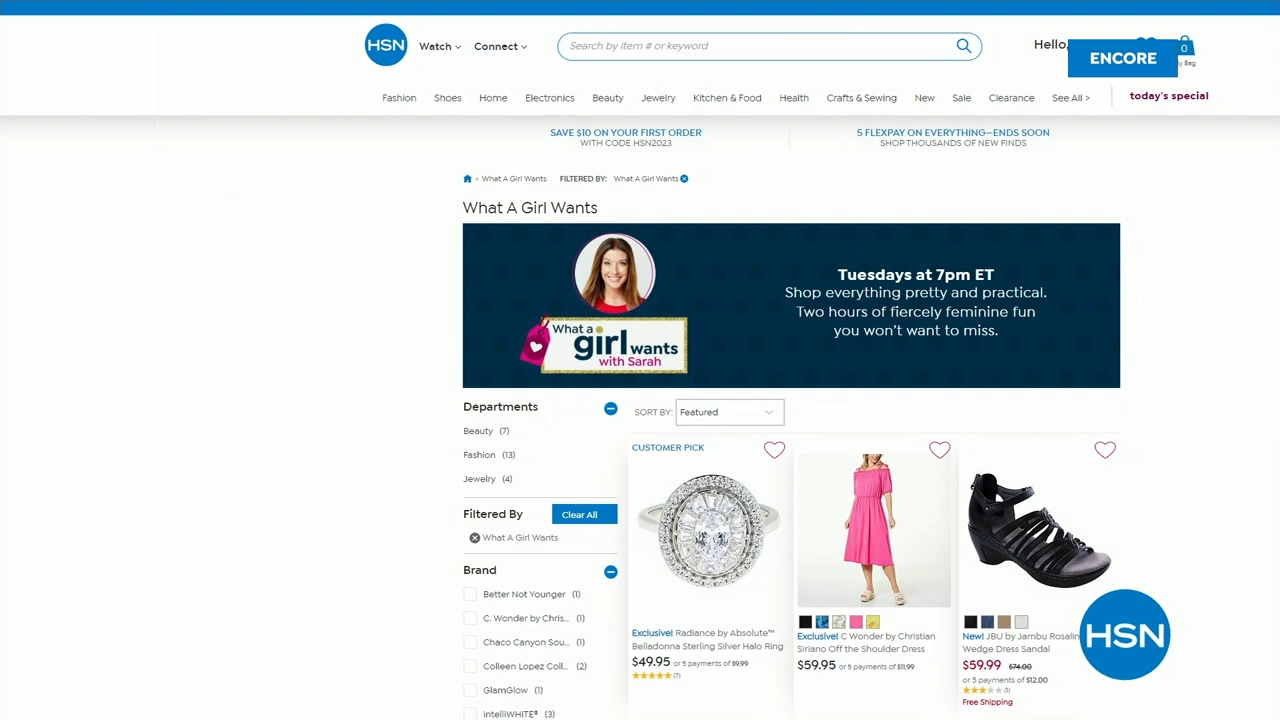 HSN
Watch
Connect
Search by item # or keyword
Hello,
ENCORE
0
Bag
Fashion
Shoes
Home
Electronics
Beauty
Jewelry
Kitchen & Food
Health
Crafts & Sewing
New
Sale
Clearance
See All >
today's special
SAVE $10 ON YOUR FIRST ORDER
WITH CODE HSN2023
5 FLEXPAY ON EVERYTHING—ENDS SOON
SHOP THOUSANDS OF NEW FINDS
> What A Girl Wants
FILTERED BY: What A Girl Wants
What A Girl Wants
What a
girl wants
with Sarah
Tuesdays at 7pm ET
Shop everything pretty and practical.
Two hours of fiercely feminine fun
you won't want to miss.
Departments
Beauty (7)
Fashion (13)
Jewelry (4)
Filtered By
Clear All
What A Girl Wants
Brand
Better Not Younger (1)
C. Wonder by Chris... (1)
Chaco Canyon Sou... (1)
Colleen Lopez Coll... (2)
GlamGlow (1)
intelliWHiTE® (3)
SORT BY: Featured
CUSTOMER PICK
Exclusive! Radiance by Absolute™
Belladonna Sterling Silver Halo Ring
$49.95 or 5 payments of $9.99
(7)
Exclusive! C Wonder by Christian
Siriano Off the Shoulder Dress
$59.95 or 5 payments of $11.99
New! JBU by Jambu Rosalin
Wedge Dress Sandal
$59.99 $74.00
or 5 payments of $12.00
(1)
Free Shipping
HSN